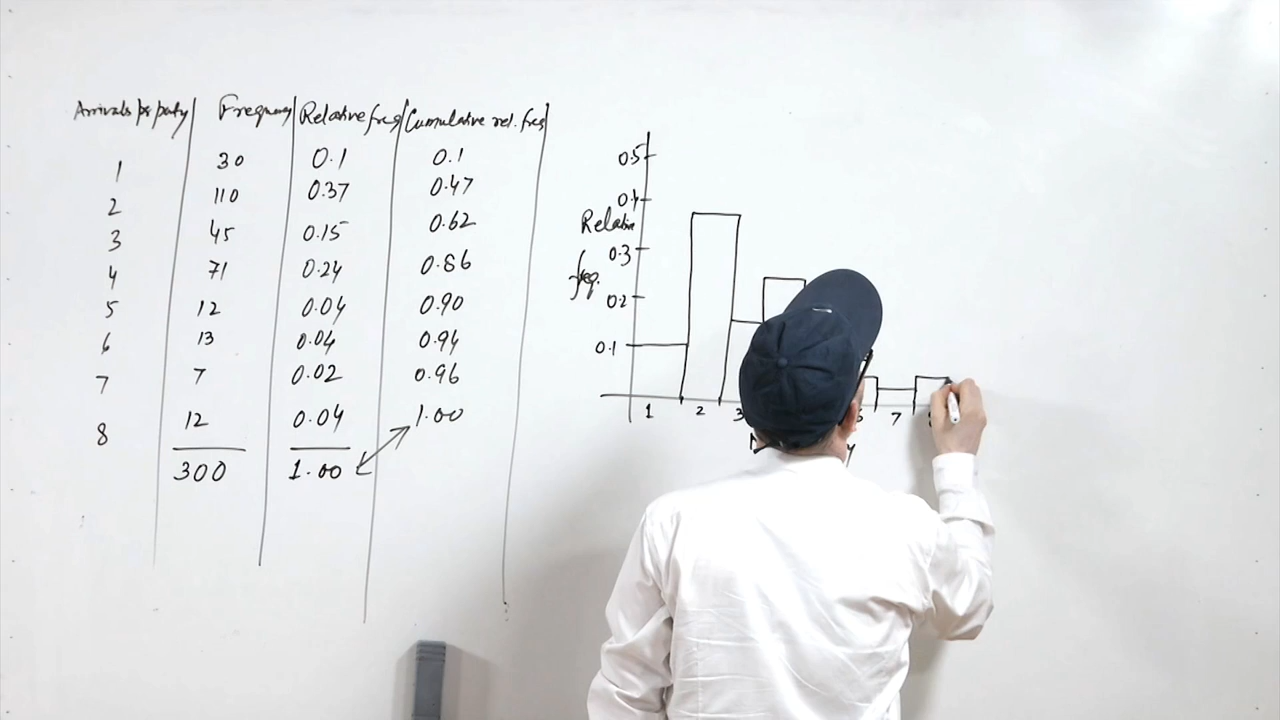 Arrivals per party Frequency Relative freq Cumulative rel. freq
1 30 0.1 0.1
2 110 0.37 0.47
3 45 0.15 0.62
4 71 0.24 0.86
5 12 0.04 0.90
6 13 0.04 0.94
7 7 0.02 0.96
8 12 0.04 1.00
300 1.00
0.5
0.4
Relative
0.3
freq.
0.2
0.1
1 2 3 7